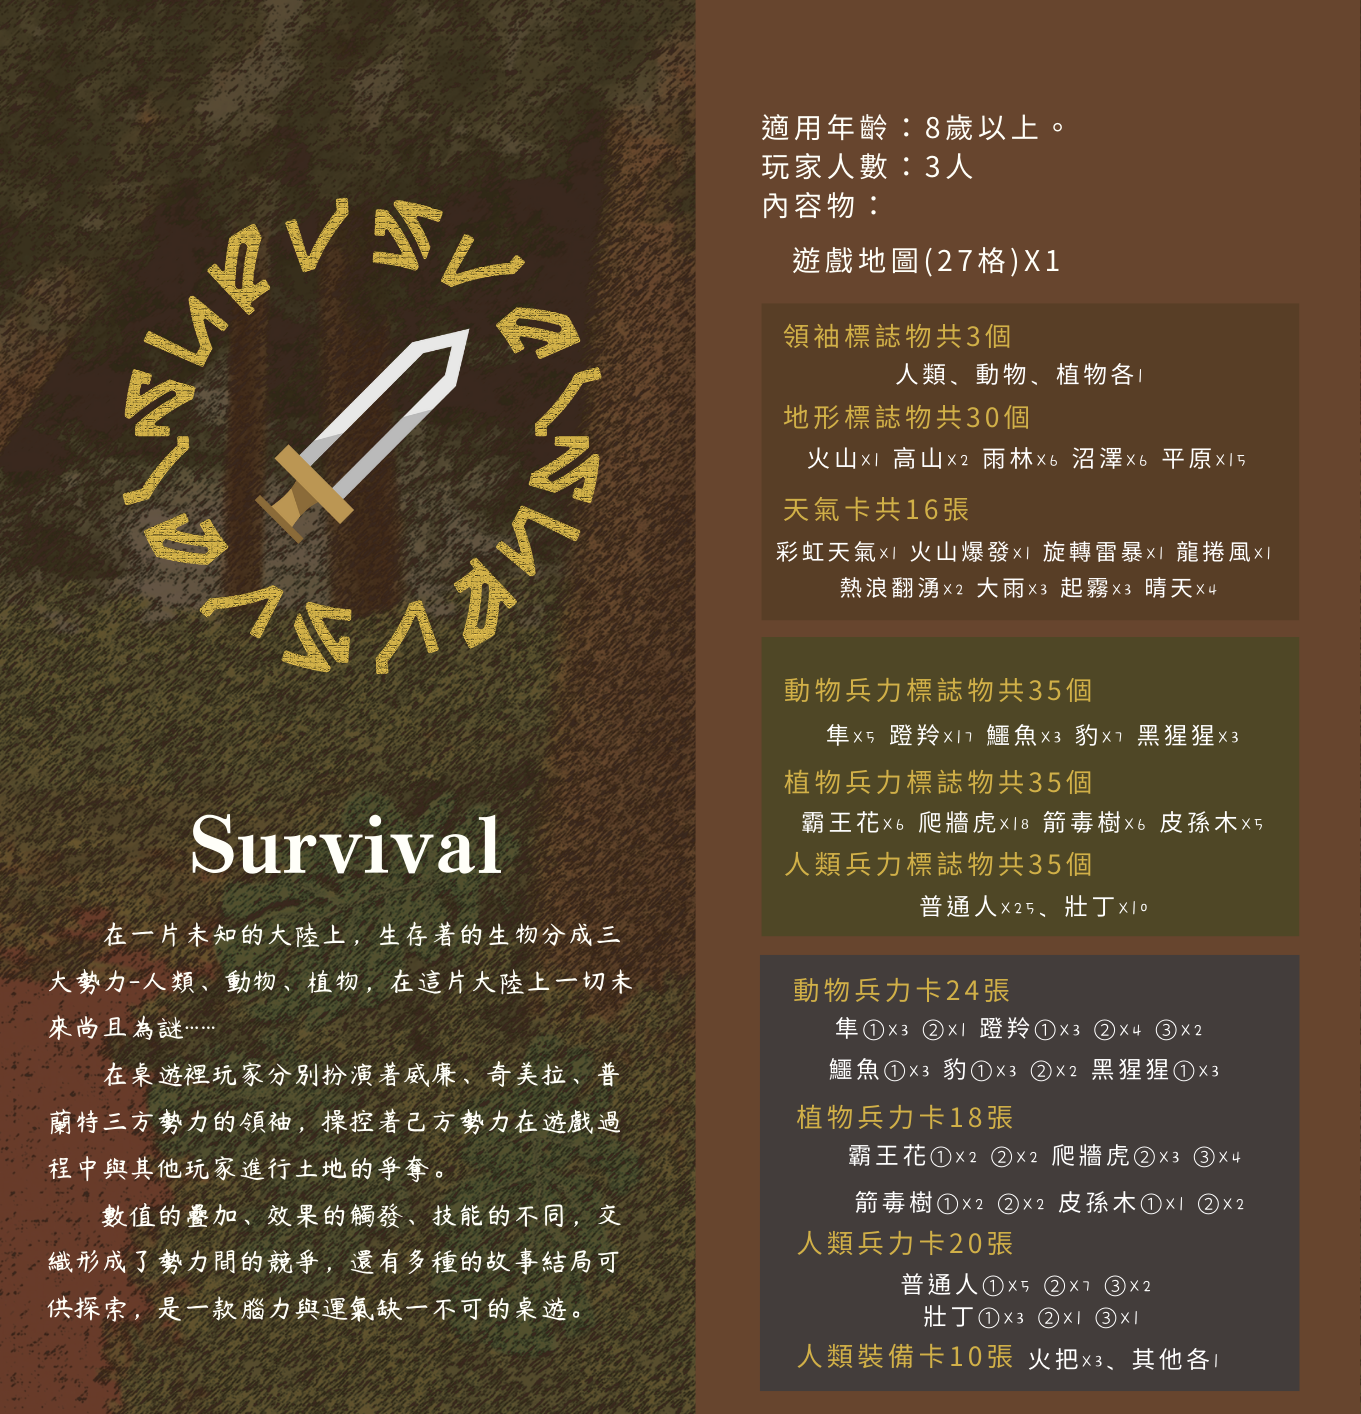 Survival
在一片未知的大陸上，生存著的生物分成三
大勢力-人類、動物、植物，在這片大陸上一切未
來尚且為謎……
在桌遊裡玩家分別扮演著威廉、奇美拉、普
蘭特三方勢力的領袖，操控著己方勢力在遊戲過
程中與其他玩家進行土地的爭奪。
數值的疊加、效果的觸發、技能的不同，交
織形成了勢力間的競爭，還有多種的故事結局可
供探索，是一款腦力與運氣缺一不可的桌遊。
適用年齡：8歲以上。
玩家人數：3人
內容物：
遊戲地圖(27格)X1
領袖標誌物共3個
人類、動物、植物各1
地形標誌物共30個
火山x1 高山x2 雨林x6 沼澤x6 平原x15
天氣卡共16張
彩虹天氣x1 火山爆發x1 旋轉雷暴x1 龍捲風x1
熱浪翻湧x2 大雨x3 起霧x3 晴天x4
動物兵力標誌物共35個
隼x5 蹬羚x17 鱷魚x3 豹x7 黑猩猩x3
植物兵力標誌物共35個
霸王花x6 爬牆虎x18 箭毒樹x6 皮孫木x5
人類兵力標誌物共35個
普通人x25、壯丁x10
動物兵力卡24張
隼①x3 ②x1 蹬羚①x3 ②x4 ③x2
鱷魚①x3 豹①x3 ②x2 黑猩猩①x3
植物兵力卡18張
霸王花①x2 ②x2 爬牆虎②x3 ③x4
箭毒樹①x2 ②x2 皮孫木①x1 ②x2
人類兵力卡20張
普通人①x5 ②x7 ③x2
壯丁①x3 ②x1 ③x1
人類裝備卡10張 火把x3、其他各1